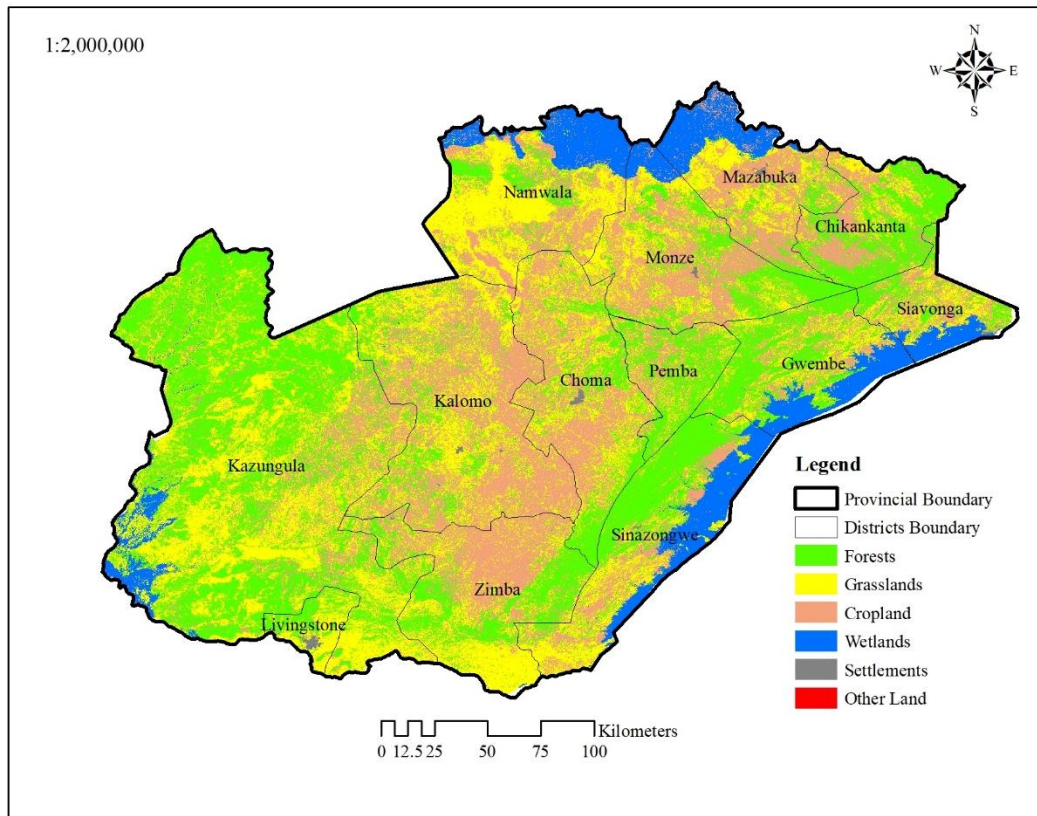 1:2,000,000
N
W E
S
Mazabuka
Namwala
Chikankanta
Monze
Siavonga
Gwembe
Pemba
Choma
Kalomo
Kazungula
Sinazongwe
Zimba
Livingstone
Legend
Provincial Boundary
Districts Boundary
Forests
Grasslands
Cropland
Wetlands
Settlements
Other Land
Kilometers
0 12.5 25 50 75 100